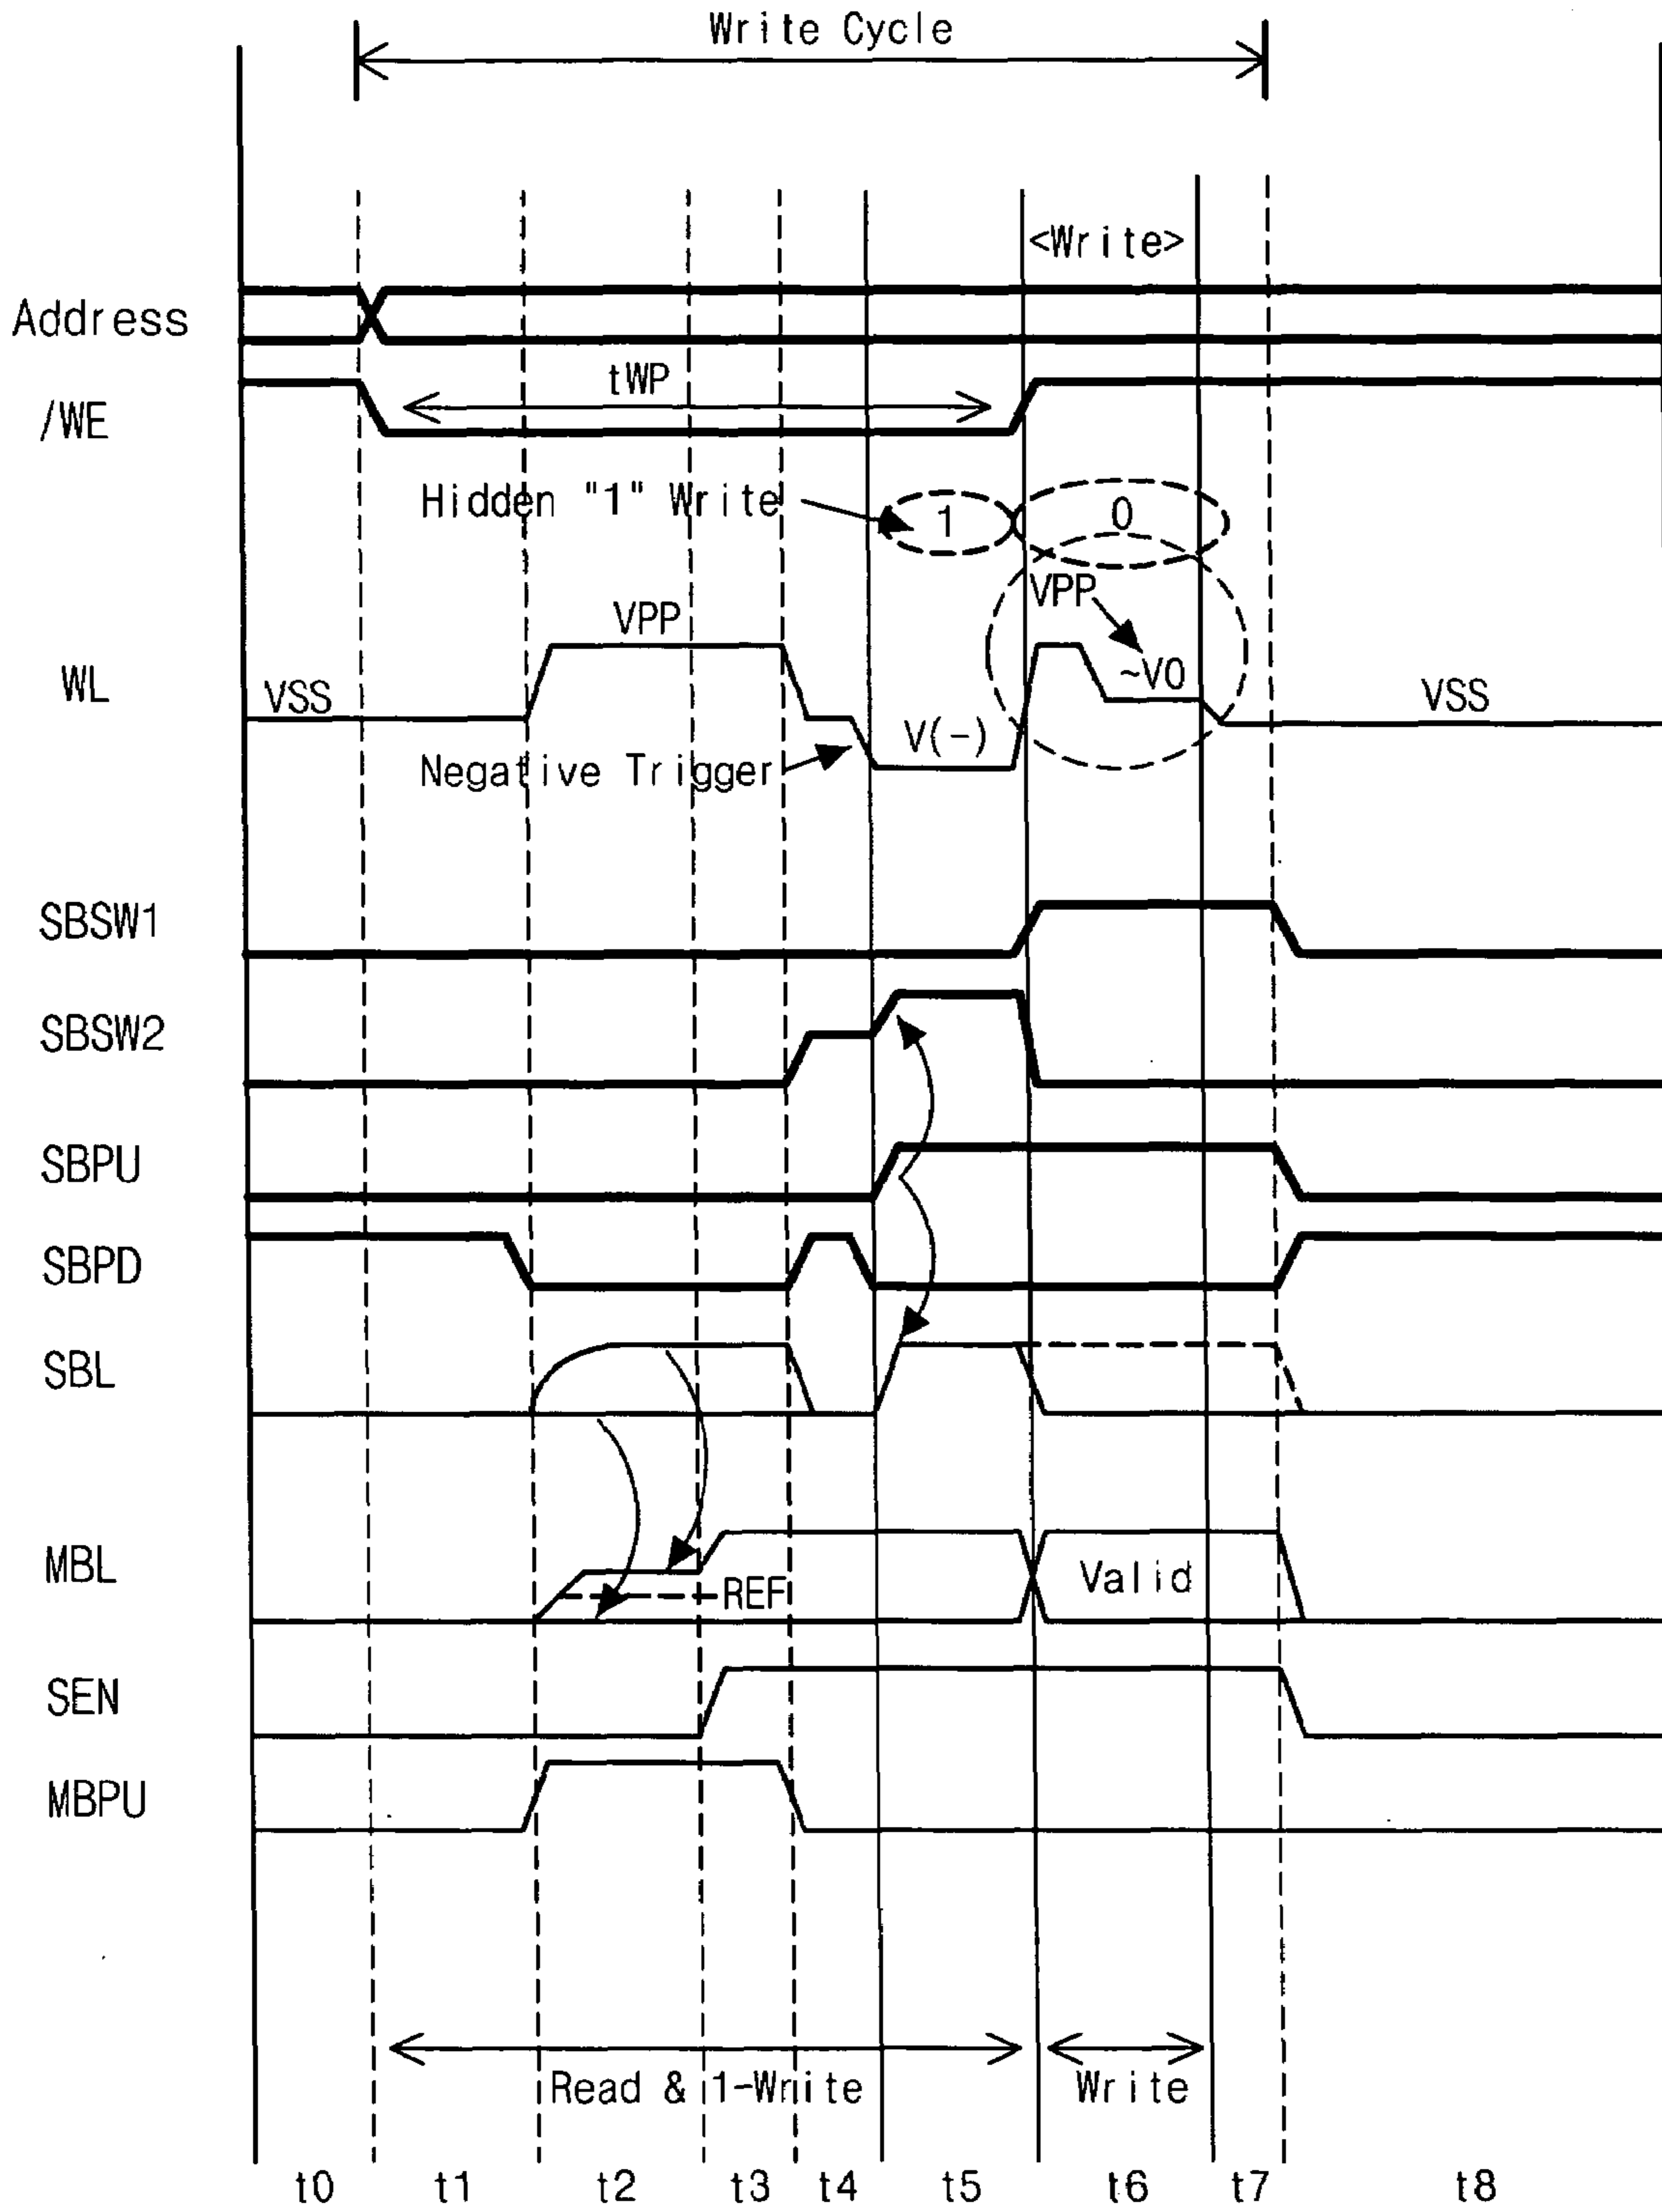 Write Cycle
<Write>
Address
tWP
/WE
Hidden "1" Write
1
0
VPP
VPP
WL
VSS
~V0
VSS
V(-)
Negative Trigger
SBSW1
SBSW2
SBPU
SBPD
SBL
MBL
Valid
REF
SEN
MBPU
Read & 1-Write
Write
t0 t1 t2 t3 t4 t5 t6 t7 t8